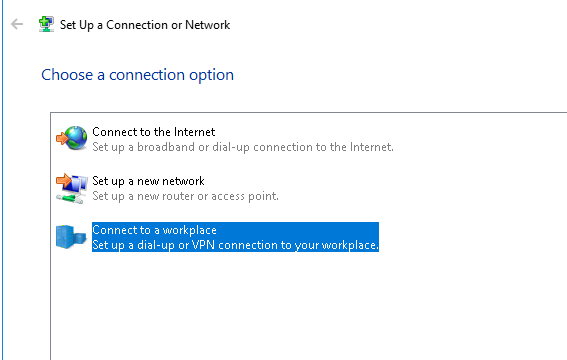 Set Up a Connection or Network
Choose a connection option
Connect to the Internet
Set up a broadband or dial-up connection to the Internet.
Set up a new network
Set up a new router or access point.
Connect to a workplace
Set up a dial-up or VPN connection to your workplace.